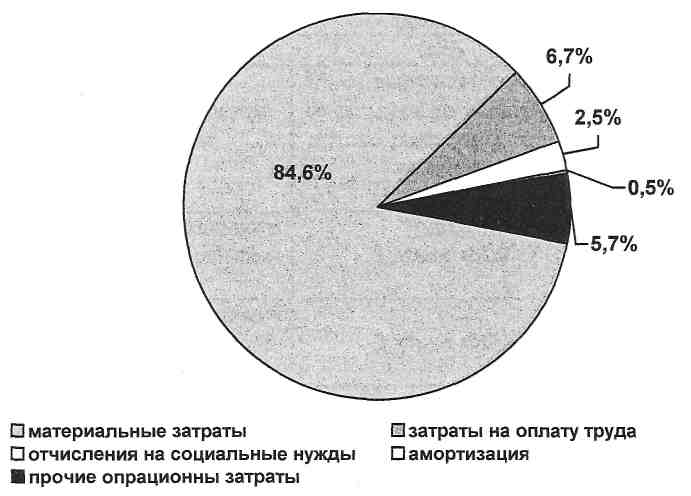 6,7%
2,5%
84,6%
0,5%
5,7%
материальные затраты
затраты на оплату труда
отчисления на социальные нужды
амортизация
прочие опрационны затраты